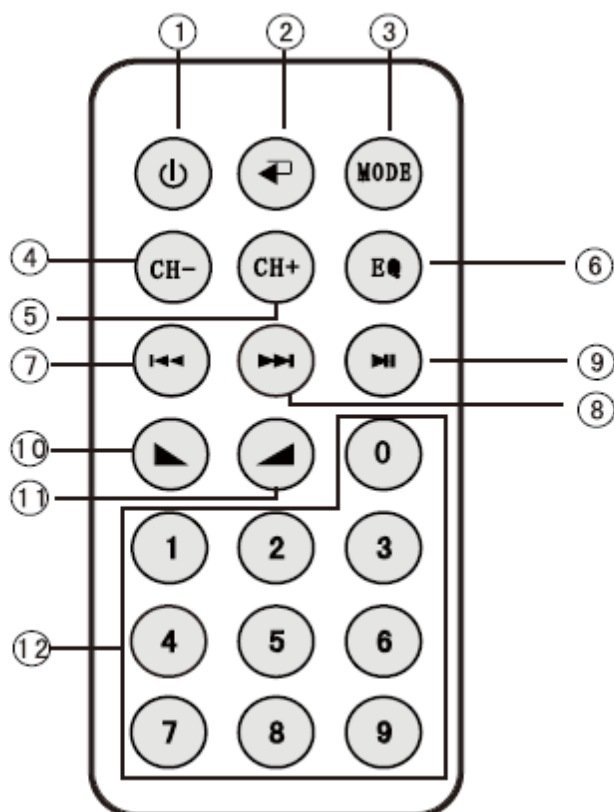 ① ② ③
MODE
④ CH- CH+ EQ ⑥
⑤
⑦ ⑨
⑧
⑩ 0
⑪
1 2 3
⑫ 4 5 6
7 8 9